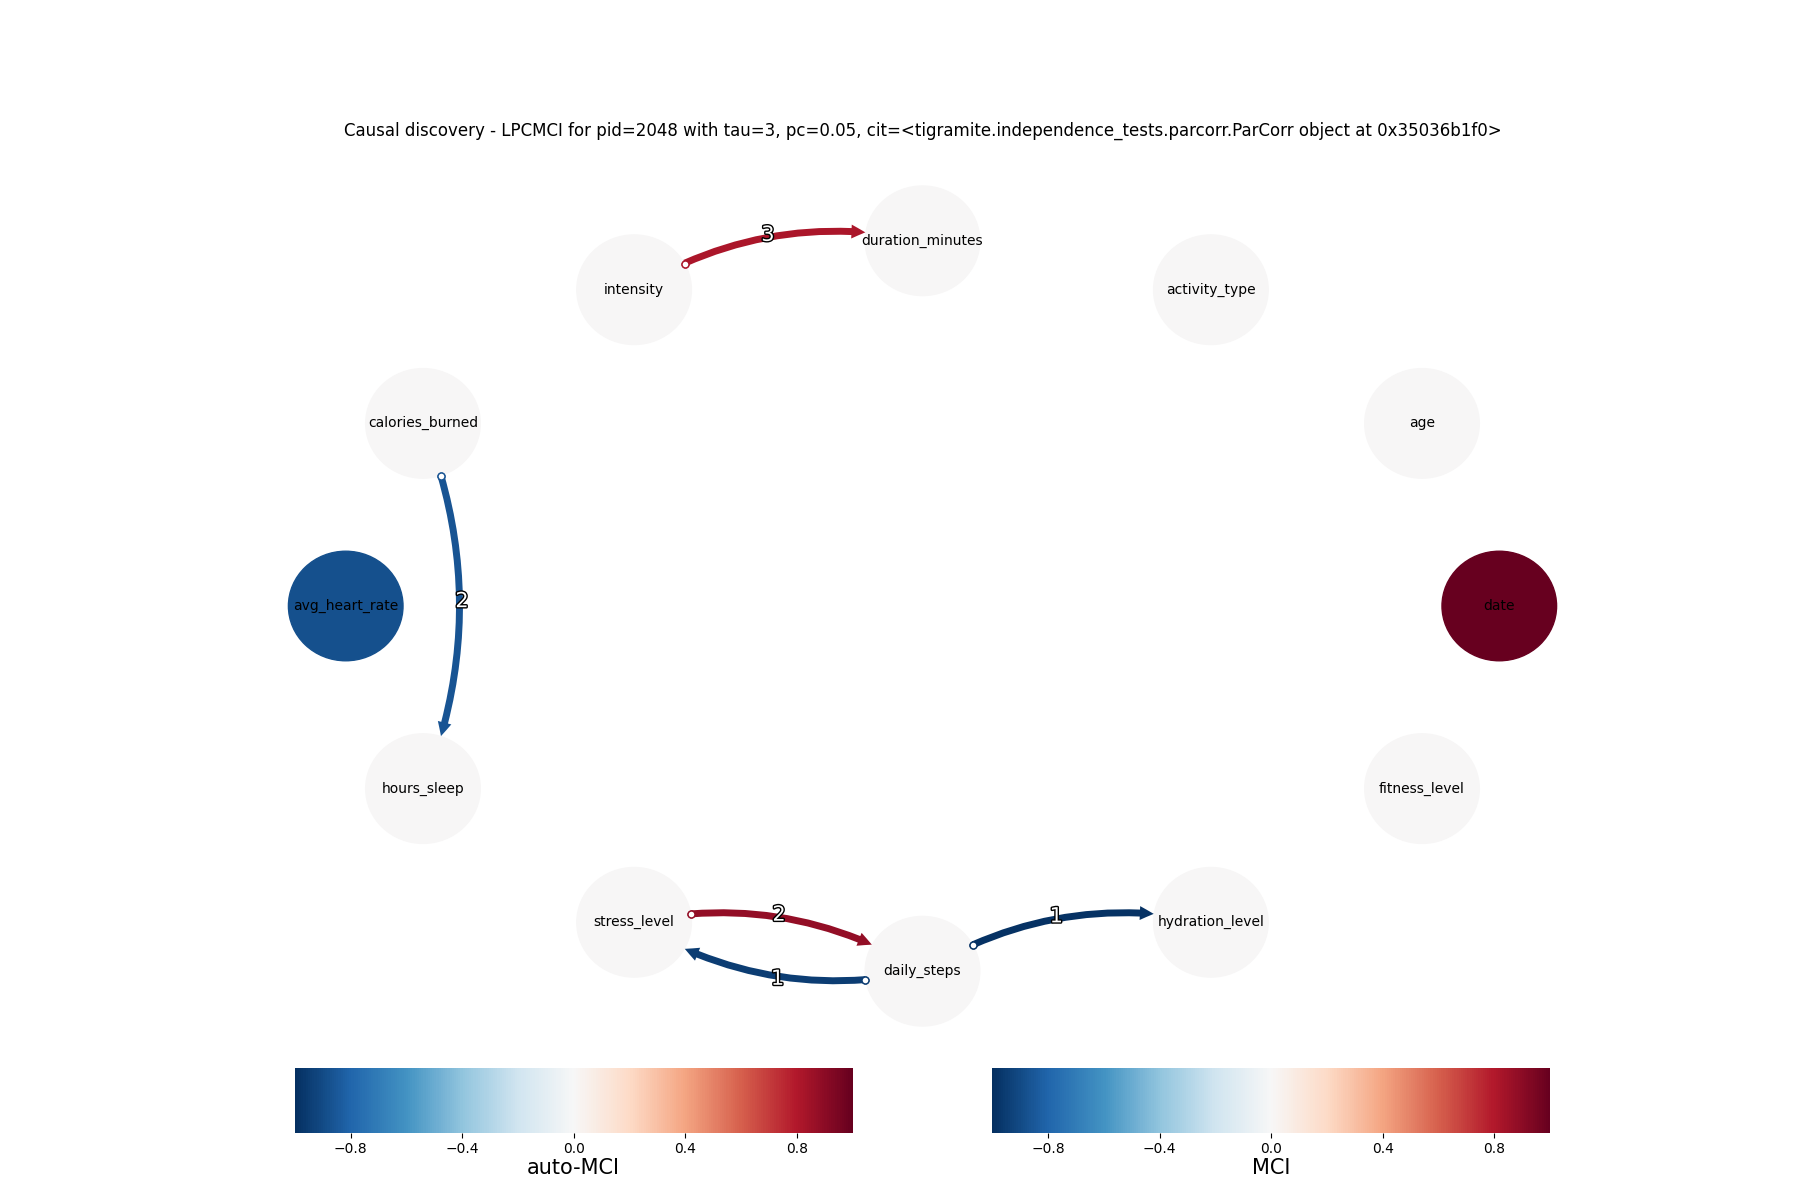 Causal discovery - LPCMCI for pid=2048 with tau=3, pc=0.05, cit=<tigramite.independence_tests.parcorr.ParCorr object at 0x35036b1f0>
3
duration_minutes
intensity
activity_type
calories_burned
age
2
avg_heart_rate
date
hours_sleep
fitness_level
2
1
stress_level
hydration_level
daily_steps
1
−0.8 −0.4 0.0 0.4 0.8
auto-MCI
−0.8 −0.4 0.0 0.4 0.8
MCI